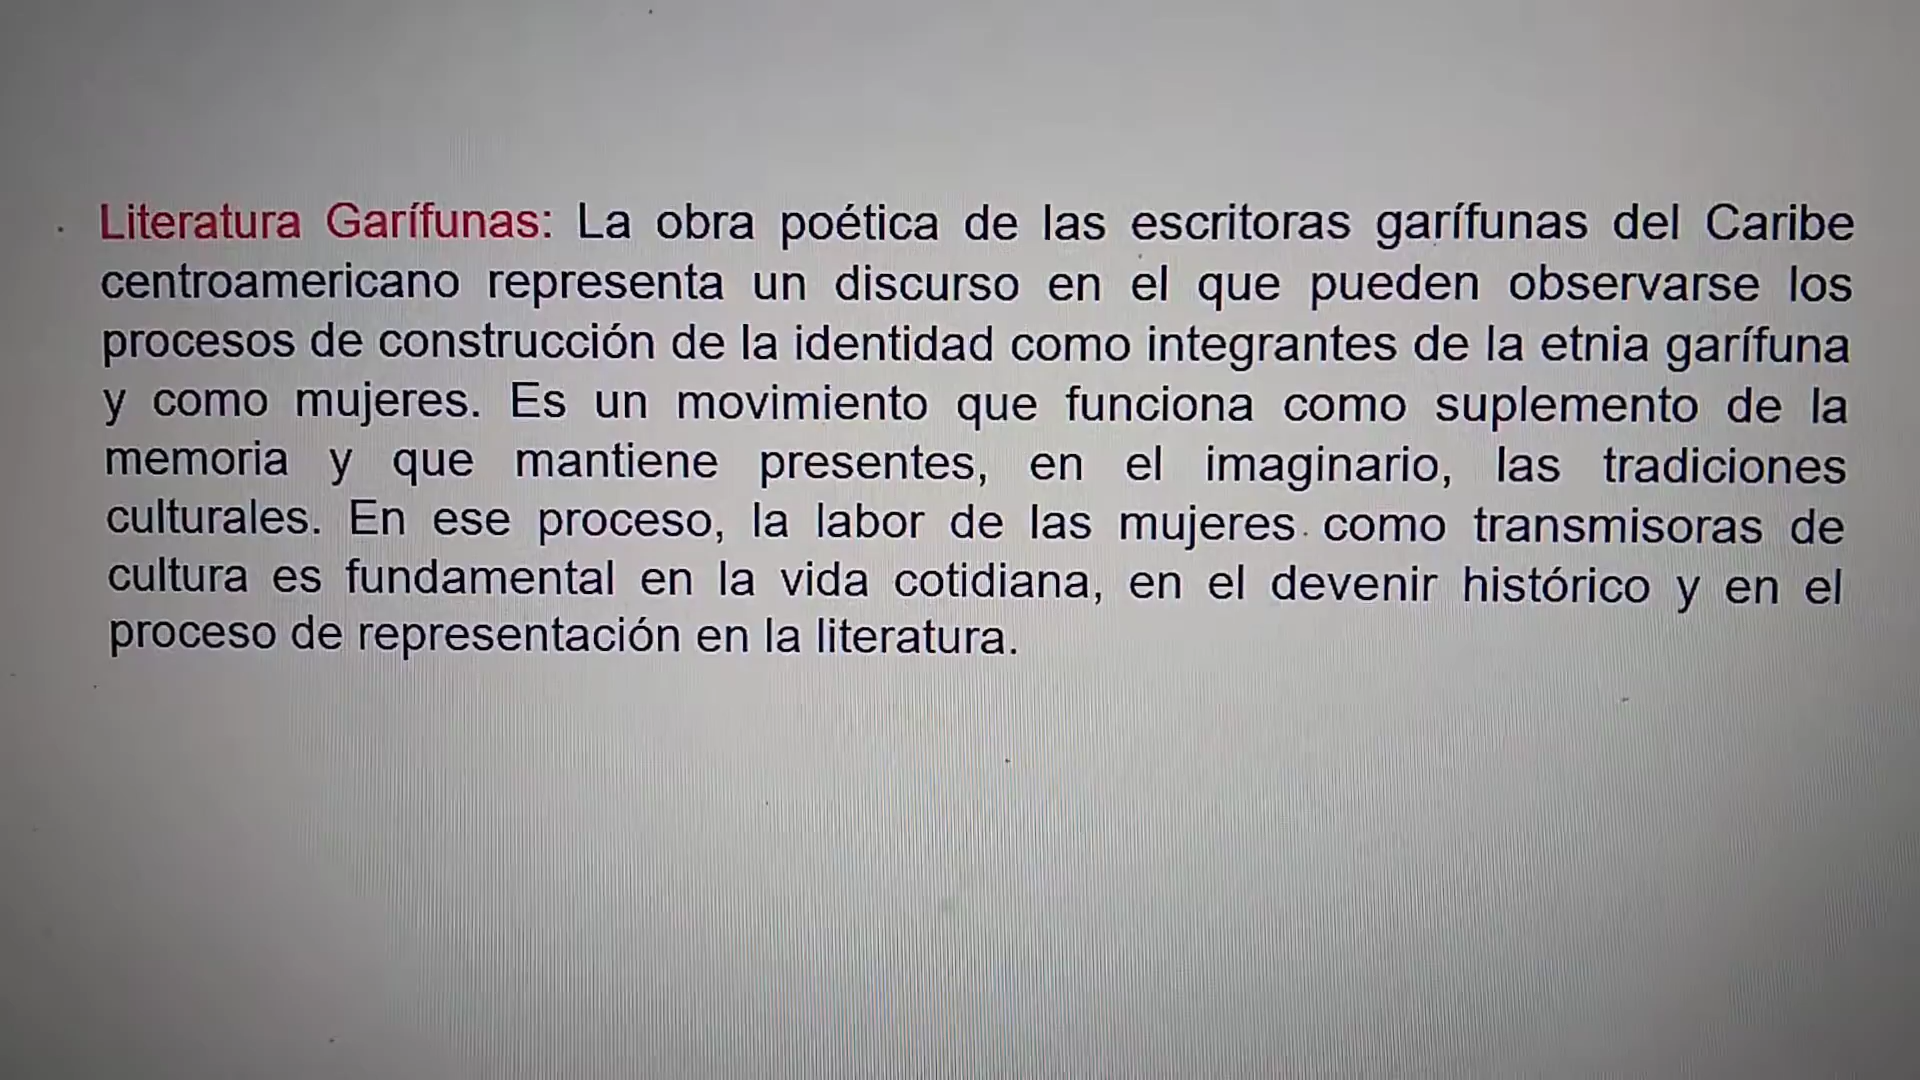 Literatura Garífunas: La obra poética de las escritoras garífunas del Caribe
centroamericano representa un discurso en el que pueden observarse los
procesos de construcción de la identidad como integrantes de la etnia garífuna
y como mujeres. Es un movimiento que funciona como suplemento de la
memoria y que mantiene presentes, en el imaginario, las tradiciones
culturales. En ese proceso, la labor de las mujeres como transmisoras de
cultura es fundamental en la vida cotidiana, en el devenir histórico y en el
proceso de representación en la literatura.